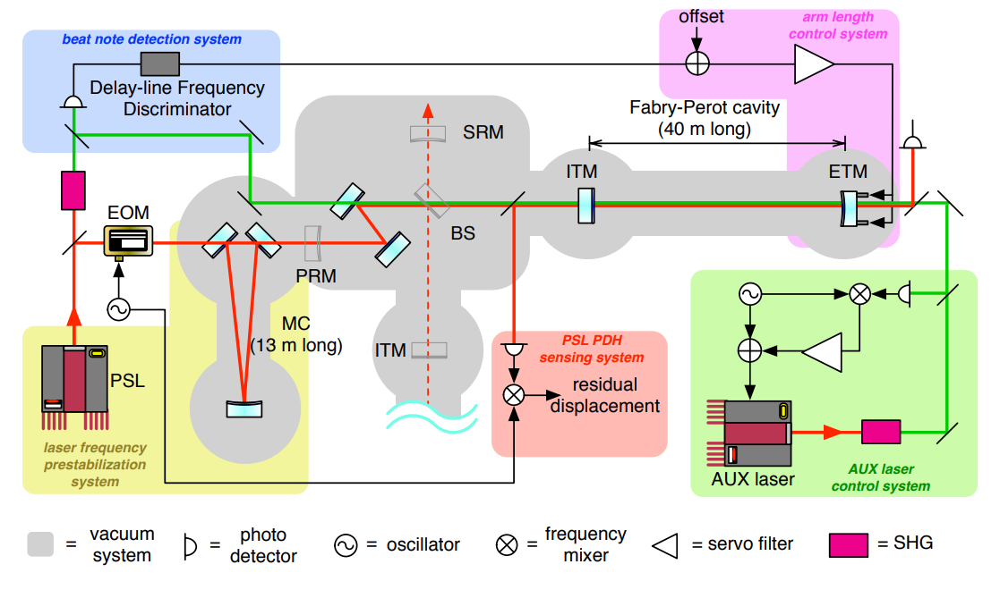 beat note detection system
Delay-line Frequency
Discriminator
offset
arm length
control system
Fabry-Perot cavity
(40 m long)
SRM
ITM
ETM
EOM
BS
PRM
MC
(13 m long)
ITM
PSL
laser frequency
prestabilization
system
PSL PDH
sensing system
residual
displacement
AUX laser
AUX laser
control system
= vacuum
system
= photo
detector
= oscillator
= frequency
mixer
= servo filter
= SHG